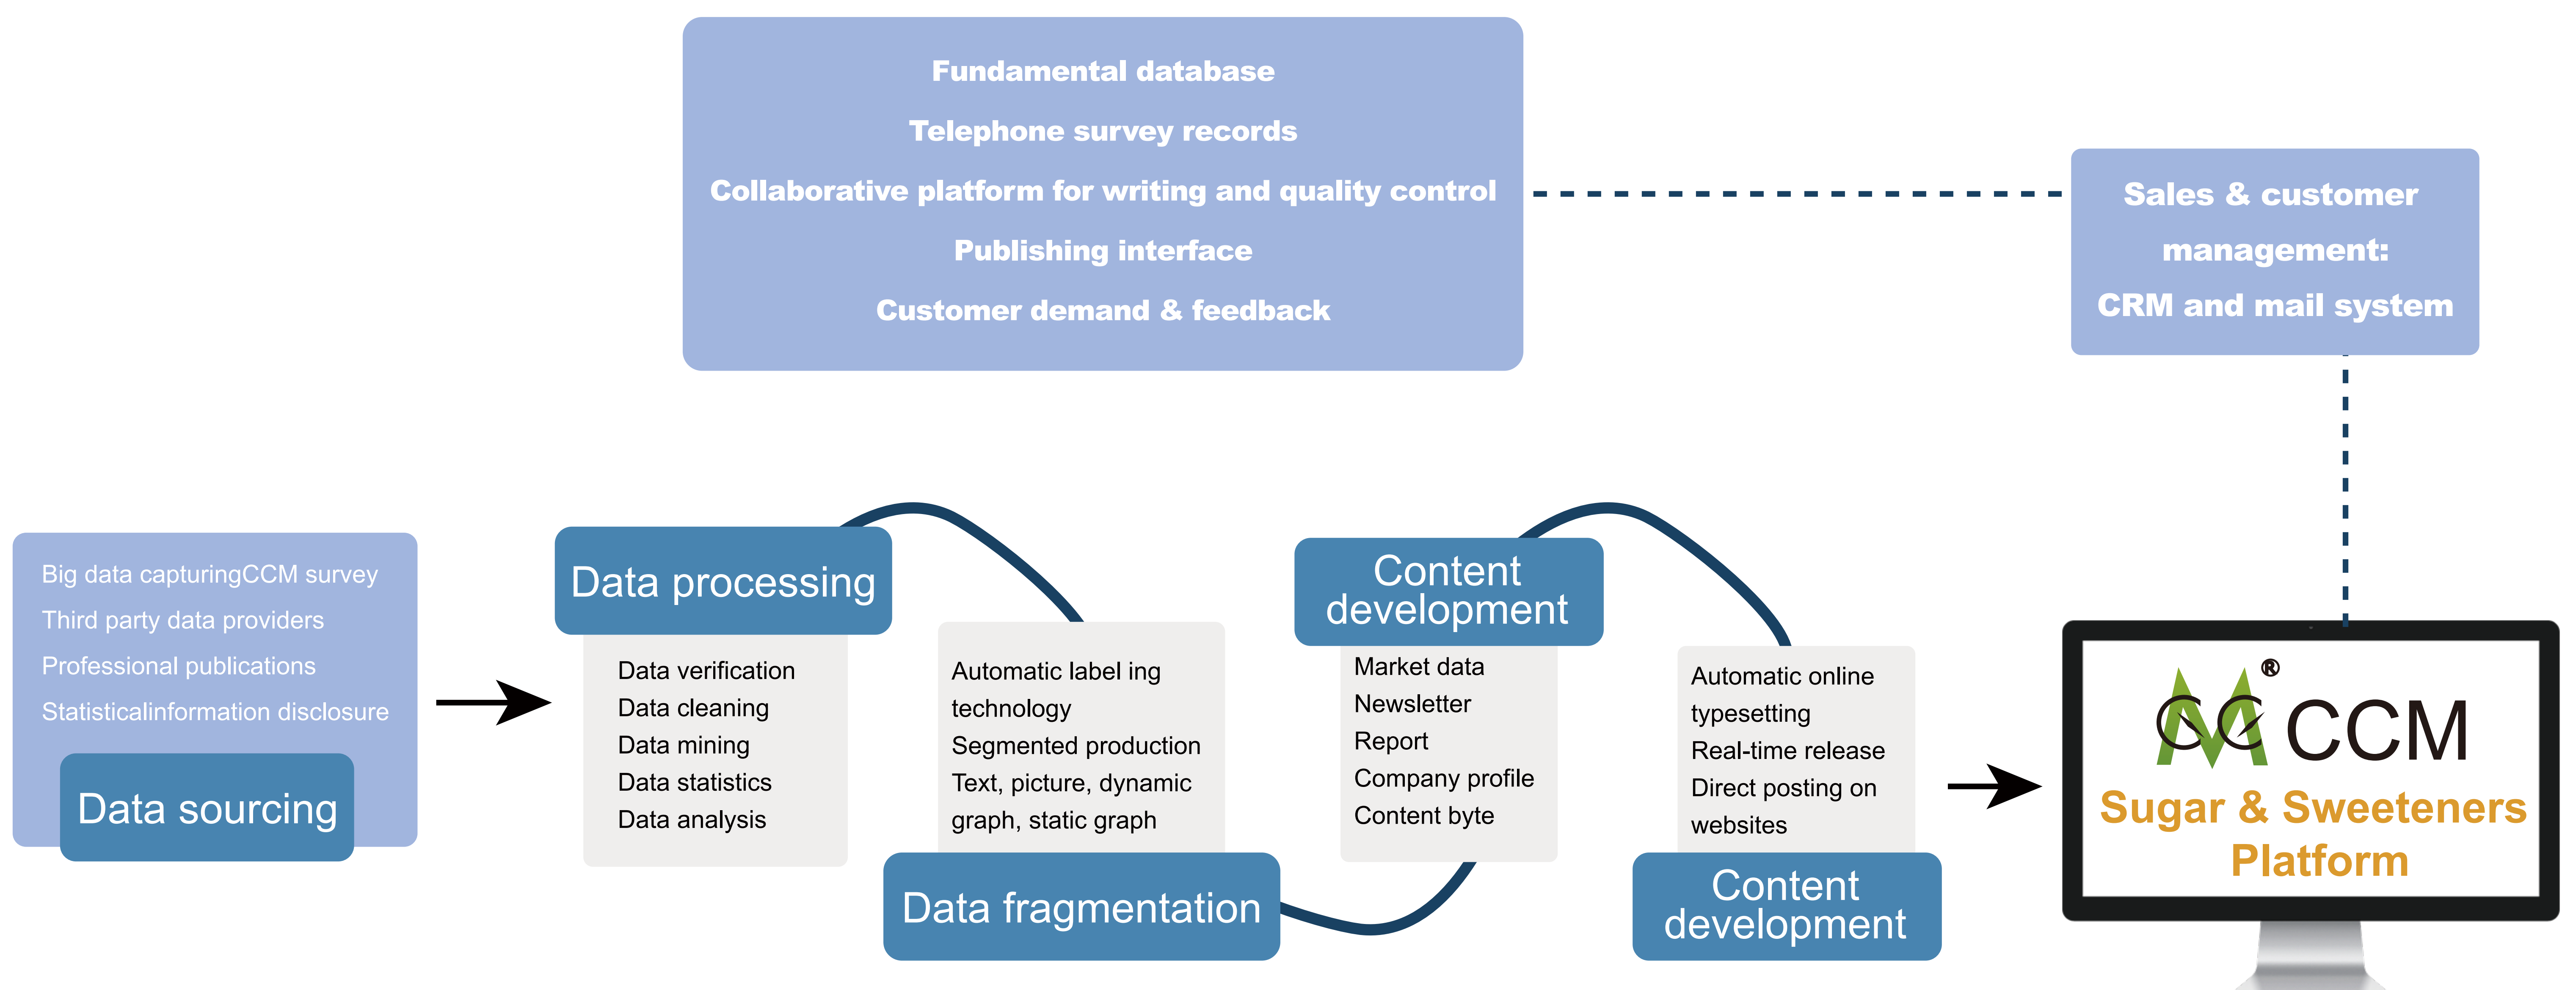 Fundamental database
Telephone survey records
Collaborative platform for writing and quality control
Publishing interface
Customer demand & feedback
Sales & customer
management:
CRM and mail system
Big data capturingCCM survey
Third party data providers
Professional publications
Statisticalinformation disclosure
Data sourcing
Data processing
Data verification
Data cleaning
Data mining
Data statistics
Data analysis
Automatic label ing
technology
Segmented production
Text, picture, dynamic
graph, static graph
Data fragmentation
Content
development
Market data
Newsletter
Report
Company profile
Content byte
Automatic online
typesetting
Real-time release
Direct posting on
websites
Content
development
CMC® CCM
Sugar & Sweeteners
Platform